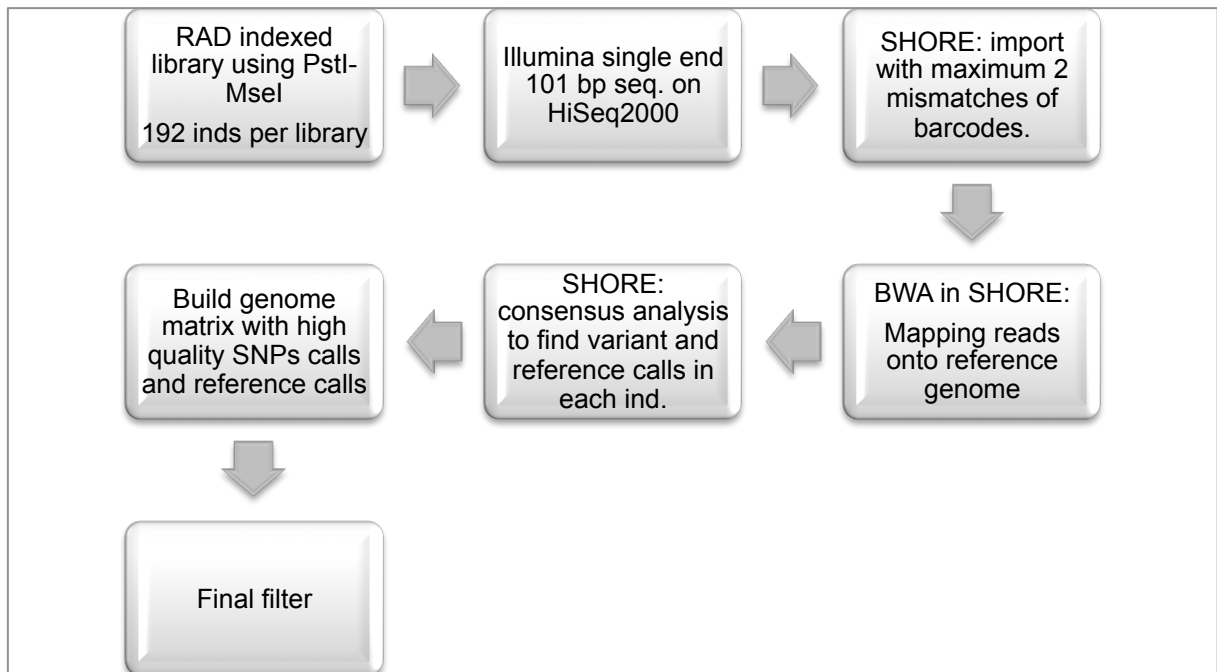 RAD indexed
library using PstI-
MseI
192 inds per library
Illumina single end
101 bp seq. on
HiSeq2000
SHORE: import
with maximum 2
mismatches of
barcodes.
BWA in SHORE:
Mapping reads
onto reference
genome
SHORE:
consensus analysis
to find variant and
reference calls in
each ind.
Build genome
matrix with high
quality SNPs calls
and reference calls
Final filter